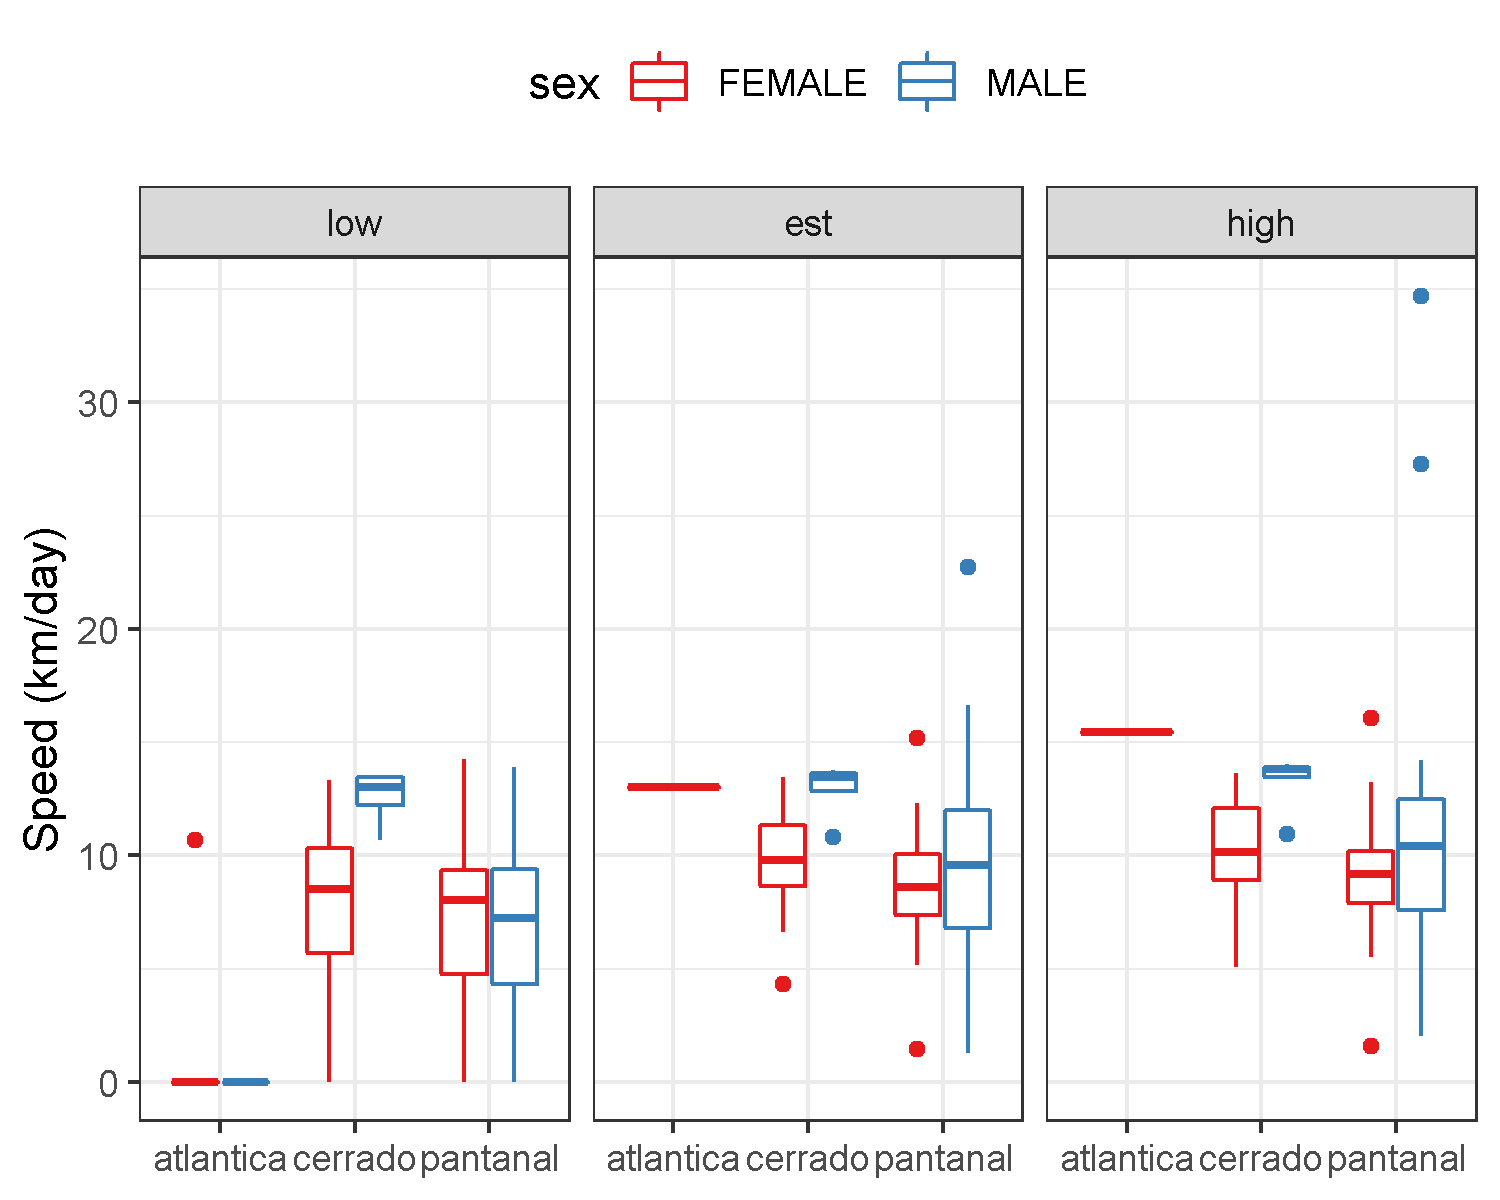 sex FEMALE MALE
low est high
Speed (km/day)
30
20
10
0
atlantica cerrado pantanal atlantica cerrado pantanal atlantica cerrado pantanal